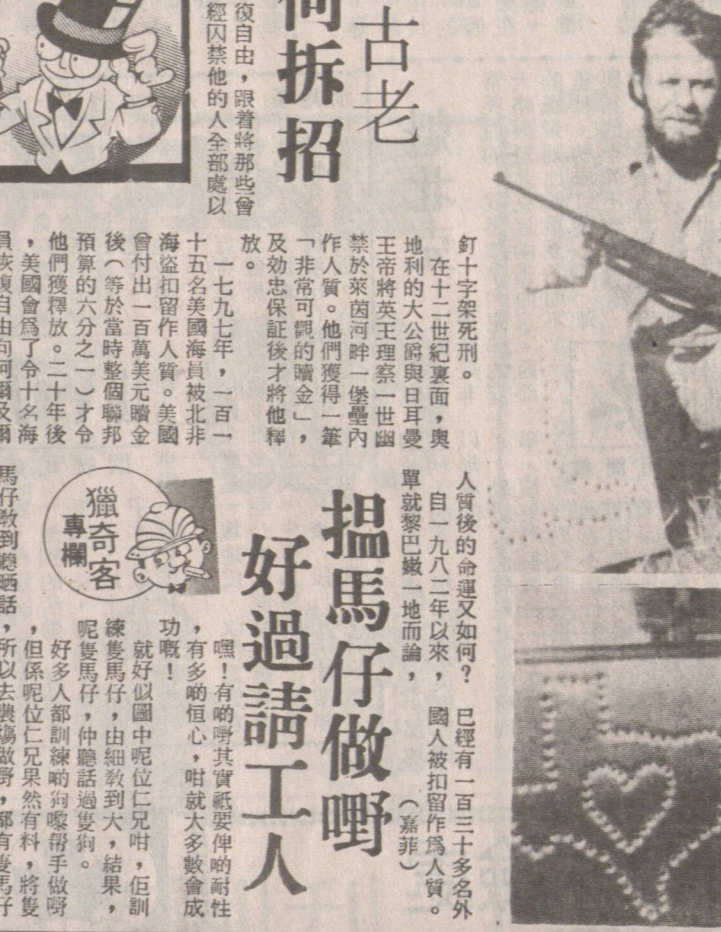 古老
何拆招
復自由，跟着將那些曾
經囚禁他的人全部處以
釘十字架死刑。
在十二世紀裏面，奧
地利的大公爵與日耳曼
王帝將英王理察一世幽
禁於萊茵河畔一堡壘內
作人質。他們獲得一筆
「非常可觀的贖金」，
及効忠保証後才將他釋
放。
一七九七年，一百一
十五名美國海員被北非
海盜扣留作人質。美國
曾付出一百萬美元贖金
後（等於當時整個聯邦
預算的六分之一）才令
他們獲釋放。二十年後
，美國會爲了令十名海
員恢復自由向阿爾及爾
人質後的命運又如何？
自一九八二年以來，
單就黎巴嫩一地而論，
已經有一百三十多名外
國人被扣留作爲人質。
（嘉菲）
揾馬仔做嘢
好過請工人
獵奇客
專欄
嘿！有啲嘢其實祗要俾啲耐性
，有多啲恒心，咁就大多數會成
功嘅！
就好似圖中呢位仁兄咁，佢訓
練隻馬仔，由細教到大，結果，
呢隻馬仔，仲聽話過隻狗。
好多人都訓練啲狗嚟幫手做嘢
，但係呢位仁兄果然有料，將隻
馬仔教到聽晒話，所以去農場做嘢，都有隻馬仔